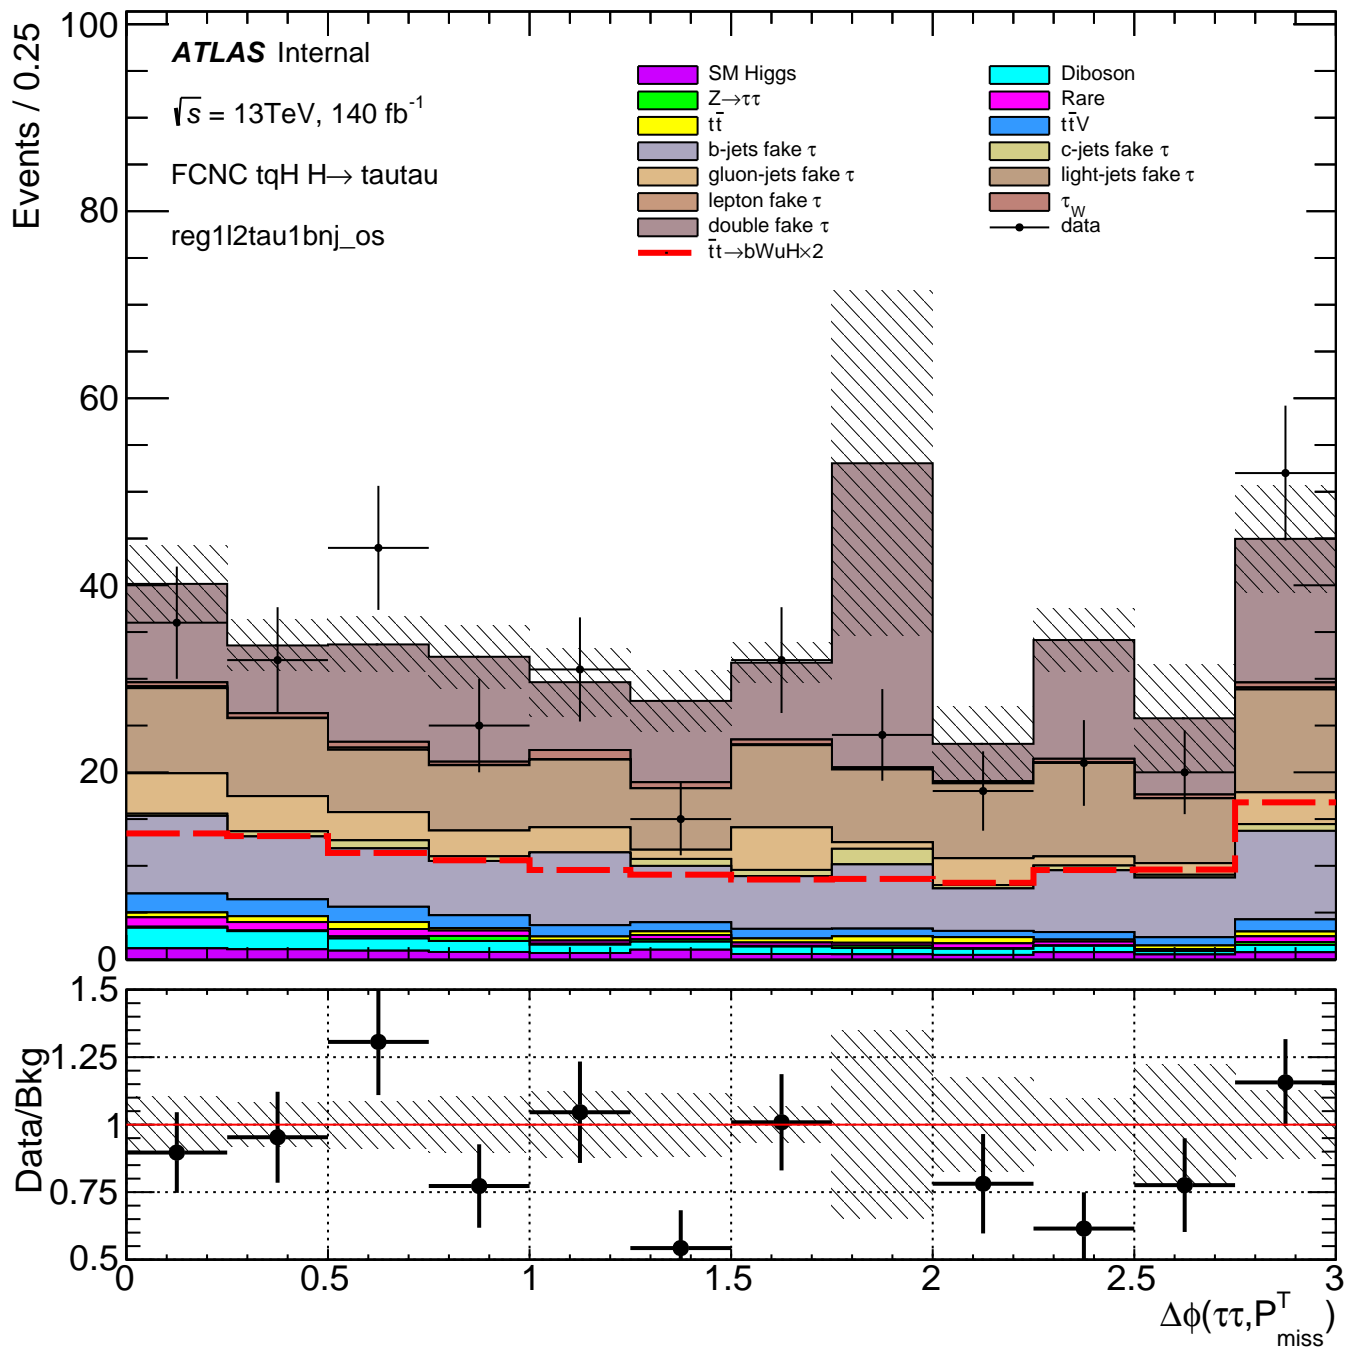 100
80
60
40
20
0
Events / 0.25
ATLAS Internal
√s = 13TeV, 140 fb⁻¹
FCNC tqH H→ tautau
reg1l2tau1bnj_os
SM Higgs
Z→ττ
tt̄
b-jets fake τ
gluon-jets fake τ
lepton fake τ
double fake τ
t̄t→bWuH×2
Diboson
Rare
tt̄V
c-jets fake τ
light-jets fake τ
τ_W
data
1.5
1.25
1
0.75
0.5
Data/Bkg
0 0.5 1 1.5 2 2.5 3
Δϕ(ττ,P^T_miss)